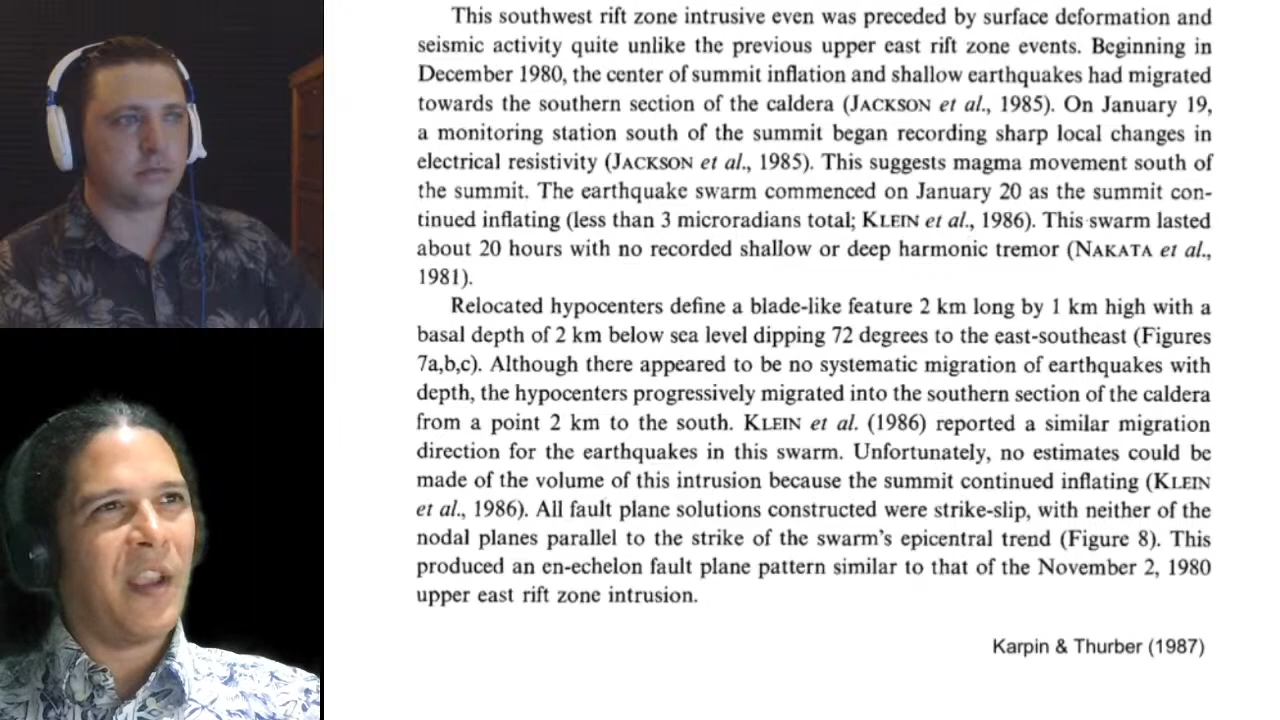 This southwest rift zone intrusive even was preceded by surface deformation and
seismic activity quite unlike the previous upper east rift zone events. Beginning in
December 1980, the center of summit inflation and shallow earthquakes had migrated
towards the southern section of the caldera (JACKSON et al., 1985). On January 19,
a monitoring station south of the summit began recording sharp local changes in
electrical resistivity (JACKSON et al., 1985). This suggests magma movement south of
the summit. The earthquake swarm commenced on January 20 as the summit con-
tinued inflating (less than 3 microradians total; KLEIN et al., 1986). This swarm lasted
about 20 hours with no recorded shallow or deep harmonic tremor (NAKATA et al.,
1981).
Relocated hypocenters define a blade-like feature 2 km long by 1 km high with a
basal depth of 2 km below sea level dipping 72 degrees to the east-southeast (Figures
7a,b,c). Although there appeared to be no systematic migration of earthquakes with
depth, the hypocenters progressively migrated into the southern section of the caldera
from a point 2 km to the south. KLEIN et al. (1986) reported a similar migration
direction for the earthquakes in this swarm. Unfortunately, no estimates could be
made of the volume of this intrusion because the summit continued inflating (KLEIN
et al., 1986). All fault plane solutions constructed were strike-slip, with neither of the
nodal planes parallel to the strike of the swarm's epicentral trend (Figure 8). This
produced an en-echelon fault plane pattern similar to that of the November 2, 1980
upper east rift zone intrusion.
Karpin & Thurber (1987)